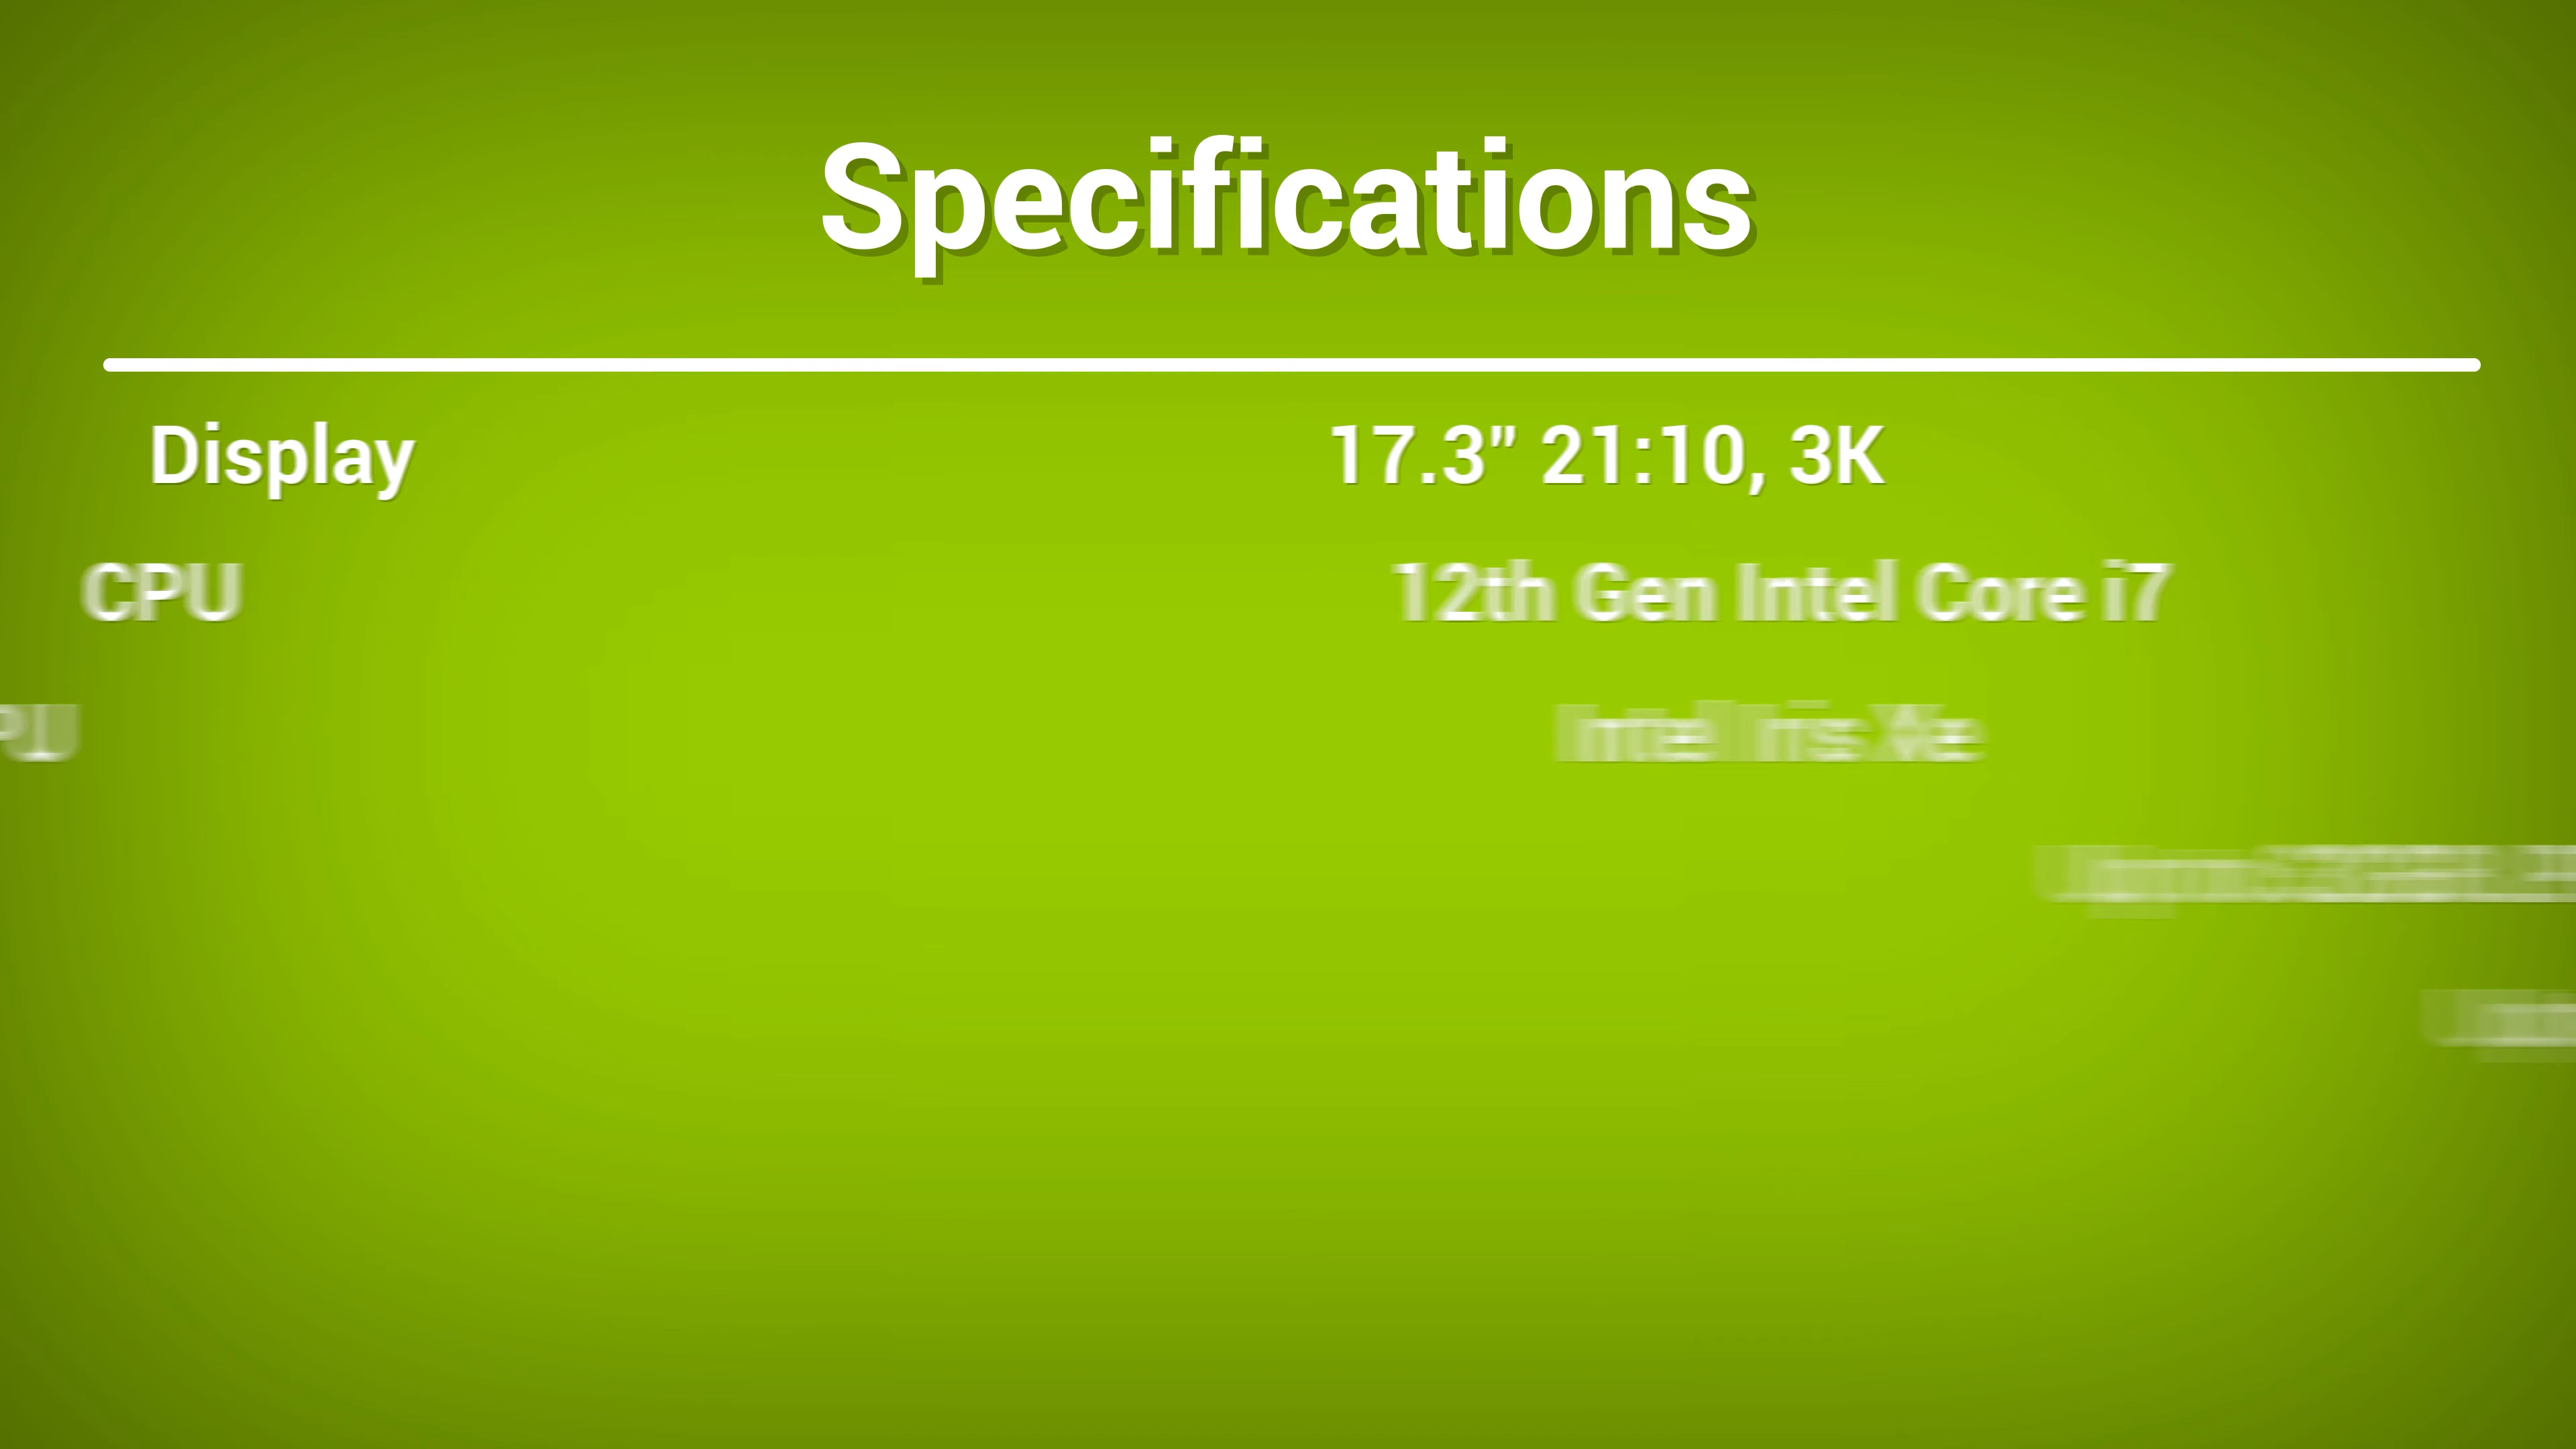 Specifications
Display 17.3" 21:10, 3K
CPU 12th Gen Intel Core i7
Intel Iris Xe